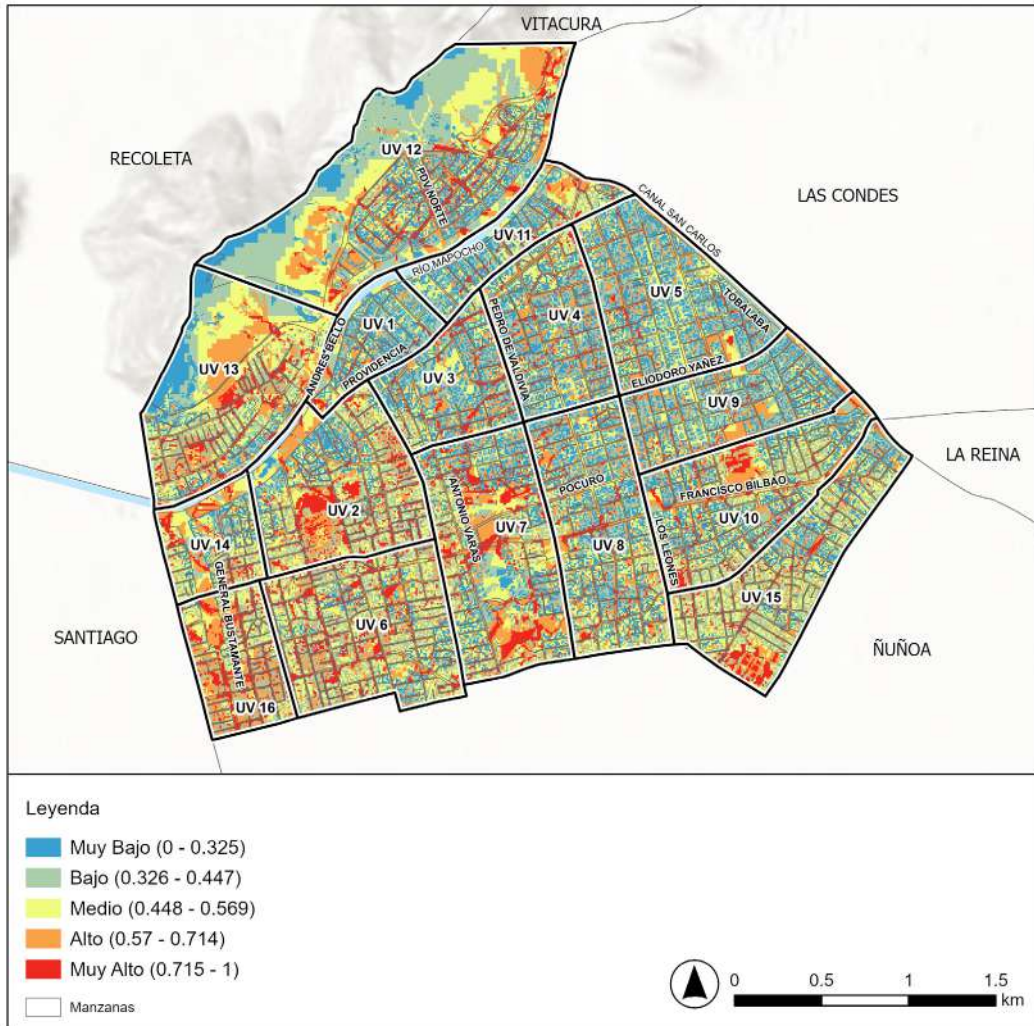 VITACURA
RECOLETA
UV 12
PDV NORTE
LAS CONDES
CANAL SAN CARLOS
UV 11
RÍO MAPOCHO
UV 5
TOBALABA
UV 1
ANDRES BELLO
PROVIDENCIA
PEDRO DE VALDIVIA
UV 4
UV 13
UV 3
ELIODORO YAÑEZ
UV 9
LA REINA
POCURO
FRANCISCO BILBAO
UV 2
ANTONIO VARAS
UV 7
UV 10
UV 14
UV 8
LOS LEONES
GENERAL BUSTAMANTE
UV 15
UV 6
SANTIAGO
ÑUÑOA
UV 16
Leyenda
Muy Bajo (0 - 0.325)
Bajo (0.326 - 0.447)
Medio (0.448 - 0.569)
Alto (0.57 - 0.714)
Muy Alto (0.715 - 1)
Manzanas
0 0.5 1 1.5
km